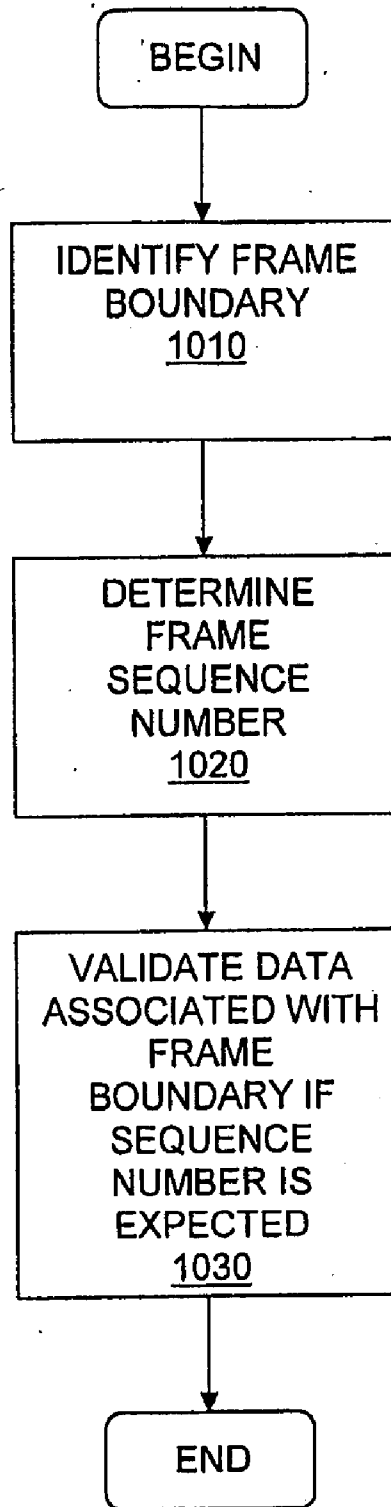 BEGIN
IDENTIFY FRAME
BOUNDARY
1010
DETERMINE
FRAME
SEQUENCE
NUMBER
1020
VALIDATE DATA
ASSOCIATED WITH
FRAME
BOUNDARY IF
SEQUENCE
NUMBER IS
EXPECTED
1030
END